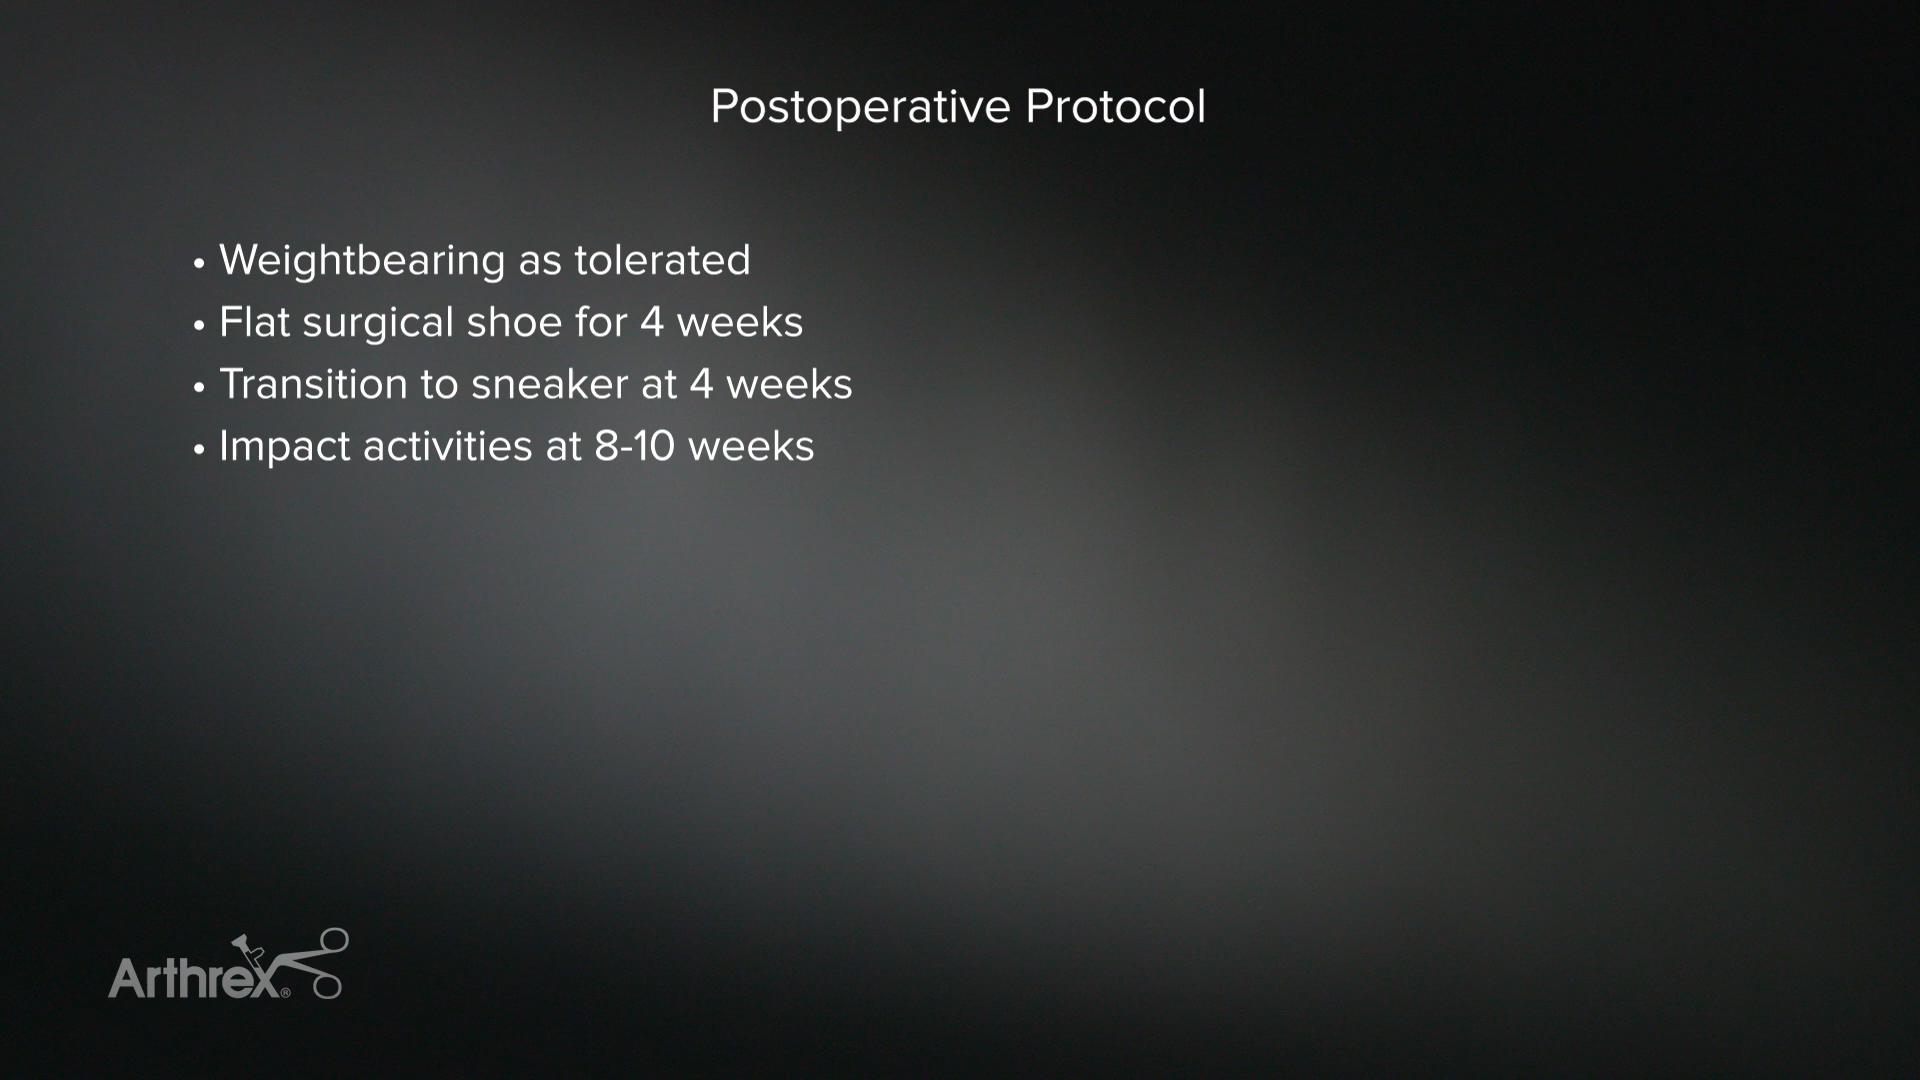 Postoperative Protocol
• Weightbearing as tolerated
• Flat surgical shoe for 4 weeks
• Transition to sneaker at 4 weeks
• Impact activities at 8-10 weeks
Arthrex®